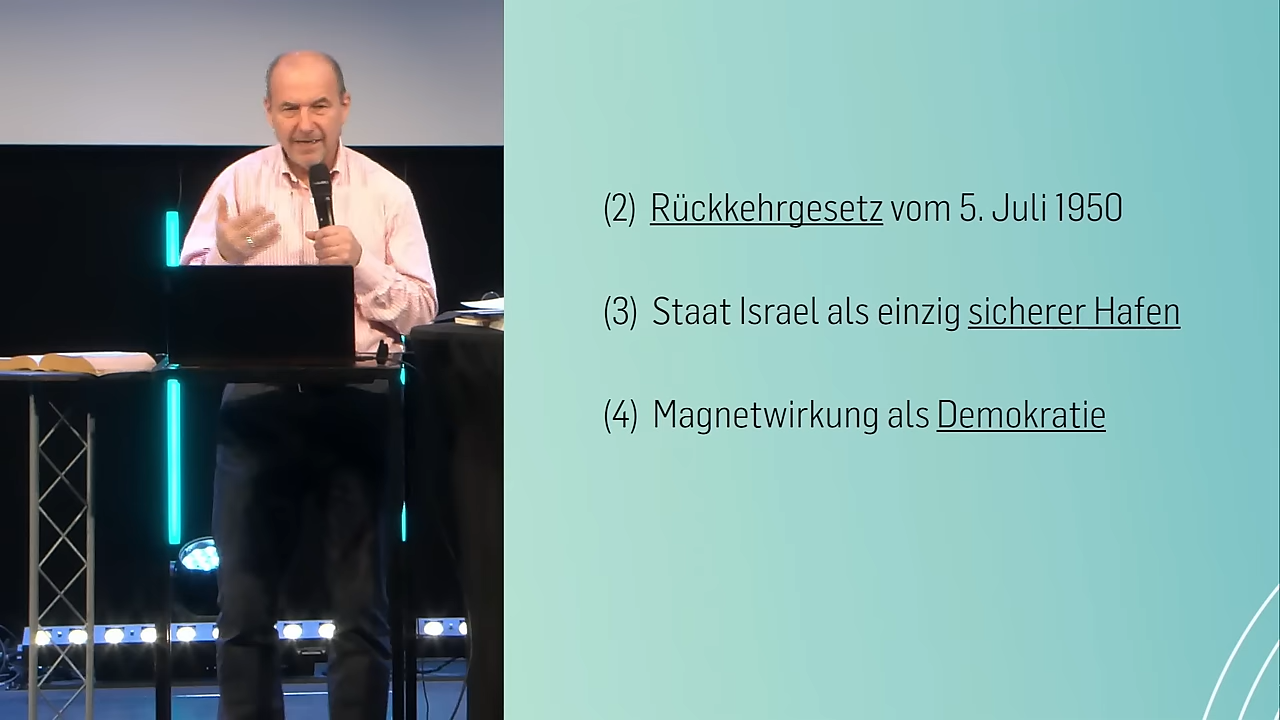 (2) Rückkehrgesetz vom 5. Juli 1950
(3) Staat Israel als einzig sicherer Hafen
(4) Magnetwirkung als Demokratie